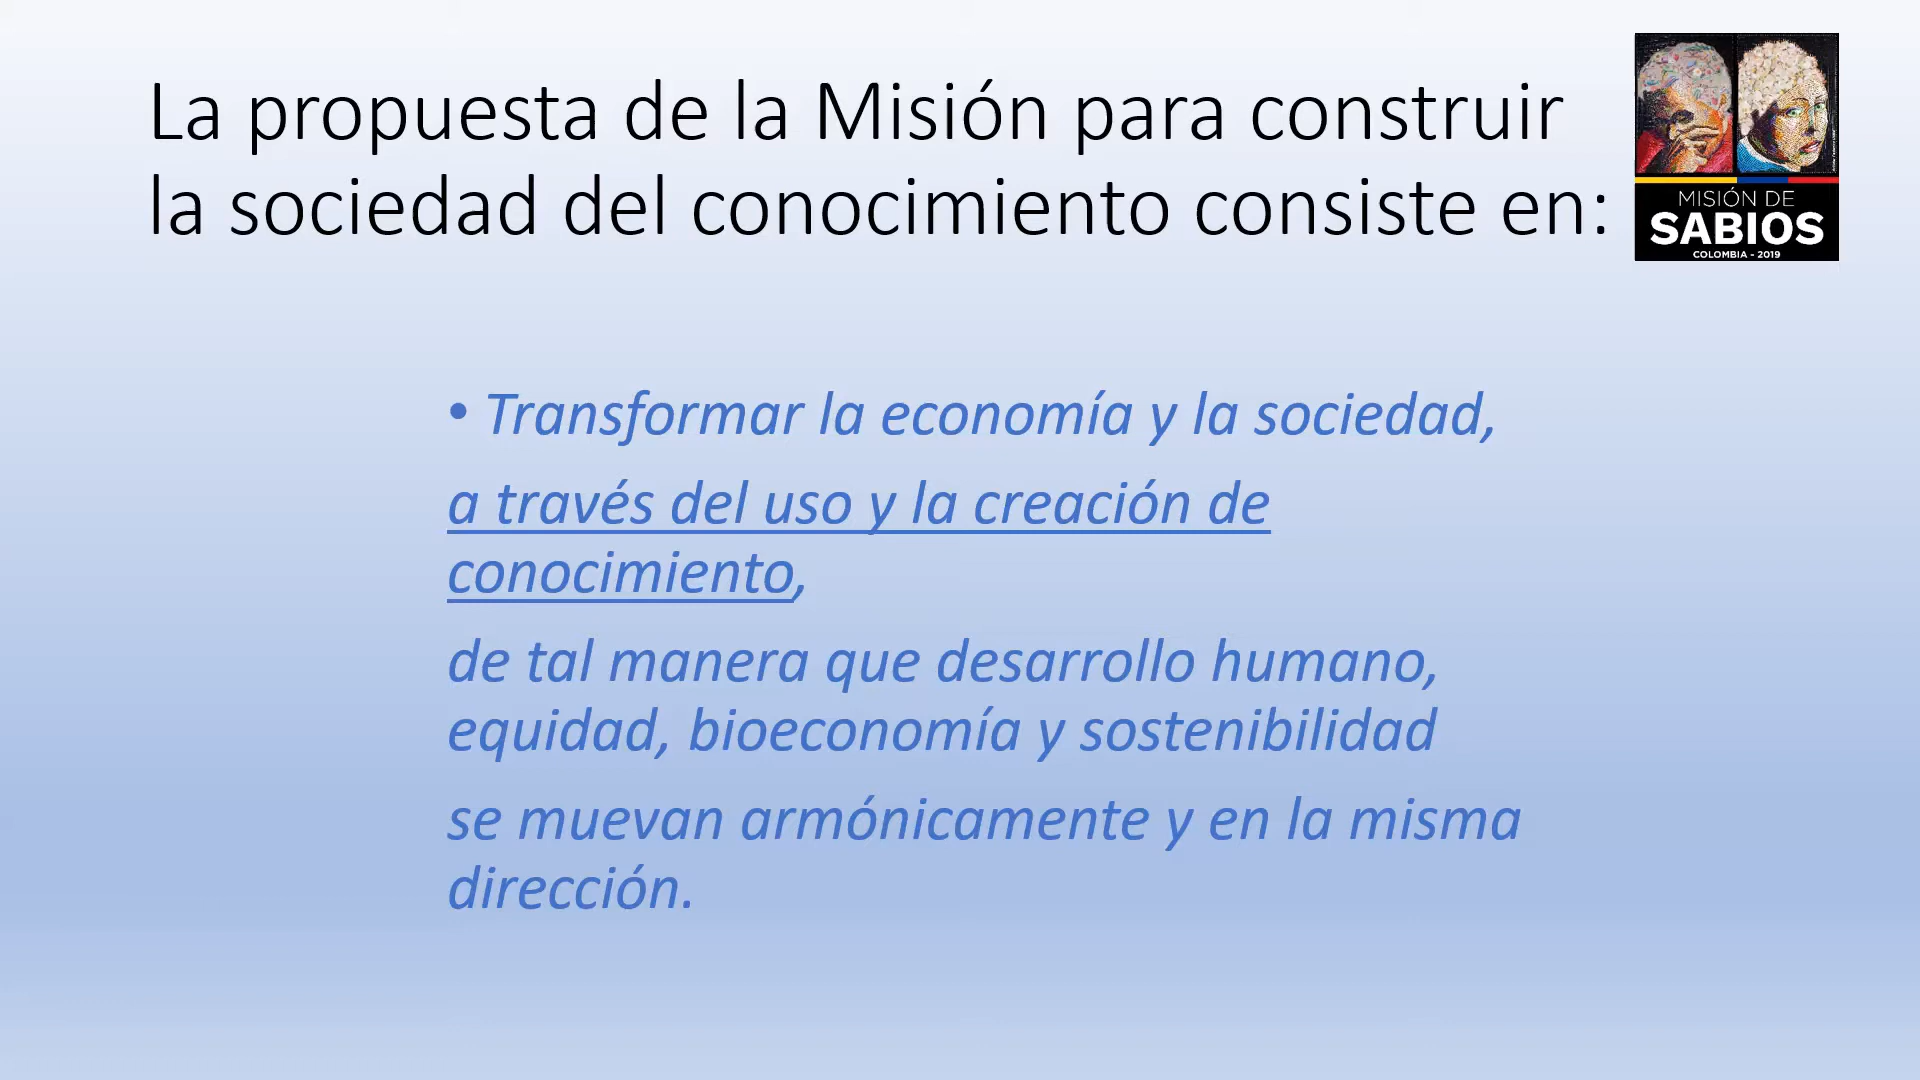 La propuesta de la Misión para construir
la sociedad del conocimiento consiste en:
MISIÓN DE
SABIOS
COLOMBIA - 2019
• Transformar la economía y la sociedad,
a través del uso y la creación de
conocimiento,
de tal manera que desarrollo humano,
equidad, bioeconomía y sostenibilidad
se muevan armónicamente y en la misma
dirección.